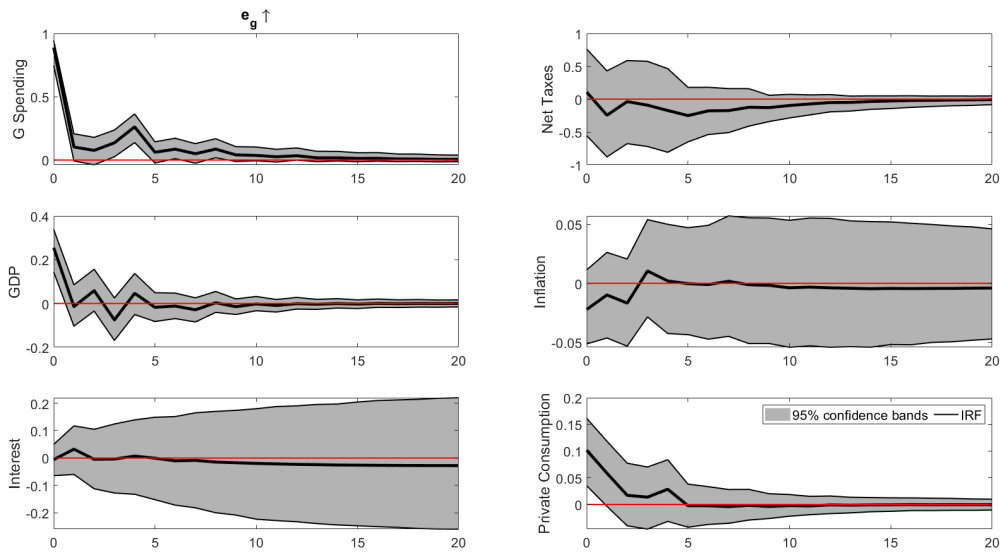 e_g ↑
G Spending
1
0.5
0
0 5 10 15 20
Net Taxes
1
0.5
0
-0.5
-1
0 5 10 15 20
GDP
0.4
0.2
0
-0.2
0 5 10 15 20
Inflation
0.05
0
-0.05
0 5 10 15 20
Interest
0.2
0.1
0
-0.1
-0.2
0 5 10 15 20
Private Consumption
0.2
0.15
0.1
0.05
0
0 5 10 15 20
95% confidence bands IRF